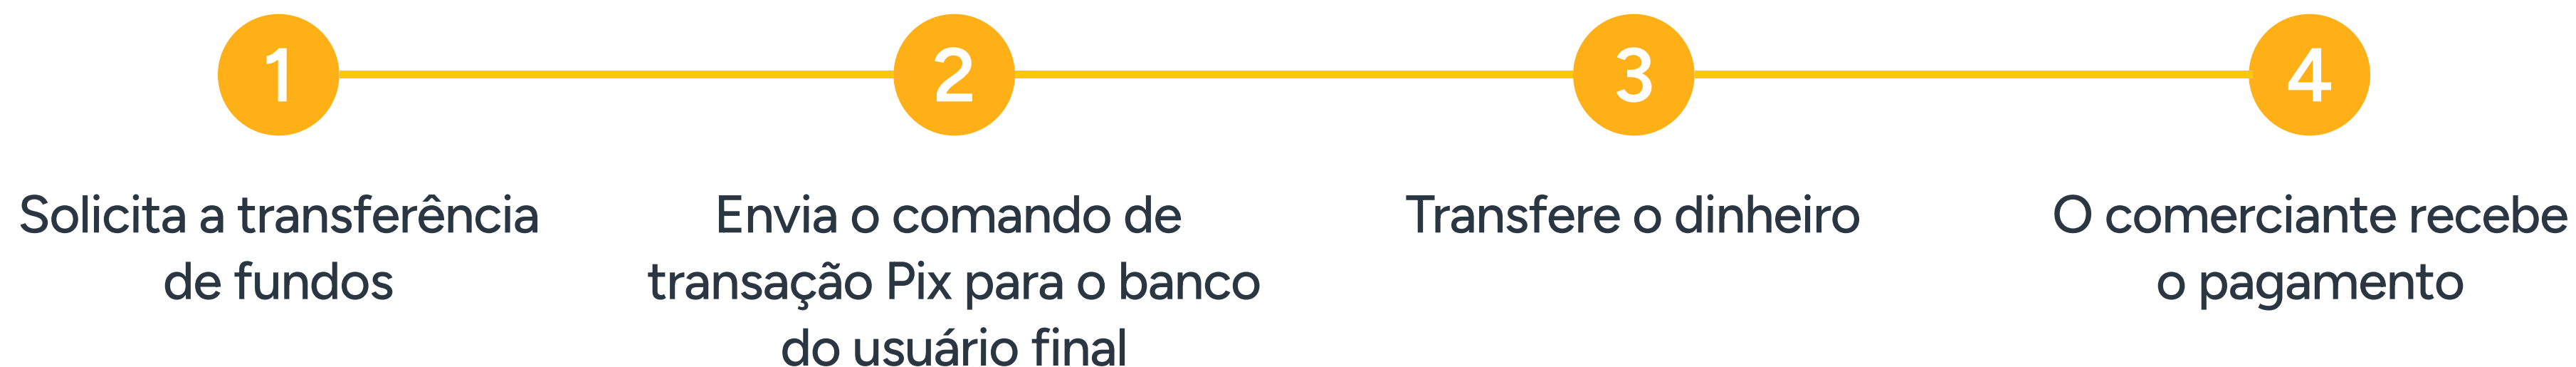 1
2
3
4
Solicita a transferência
de fundos
Envia o comando de
transação Pix para o banco
do usuário final
Transfere o dinheiro
O comerciante recebe
o pagamento